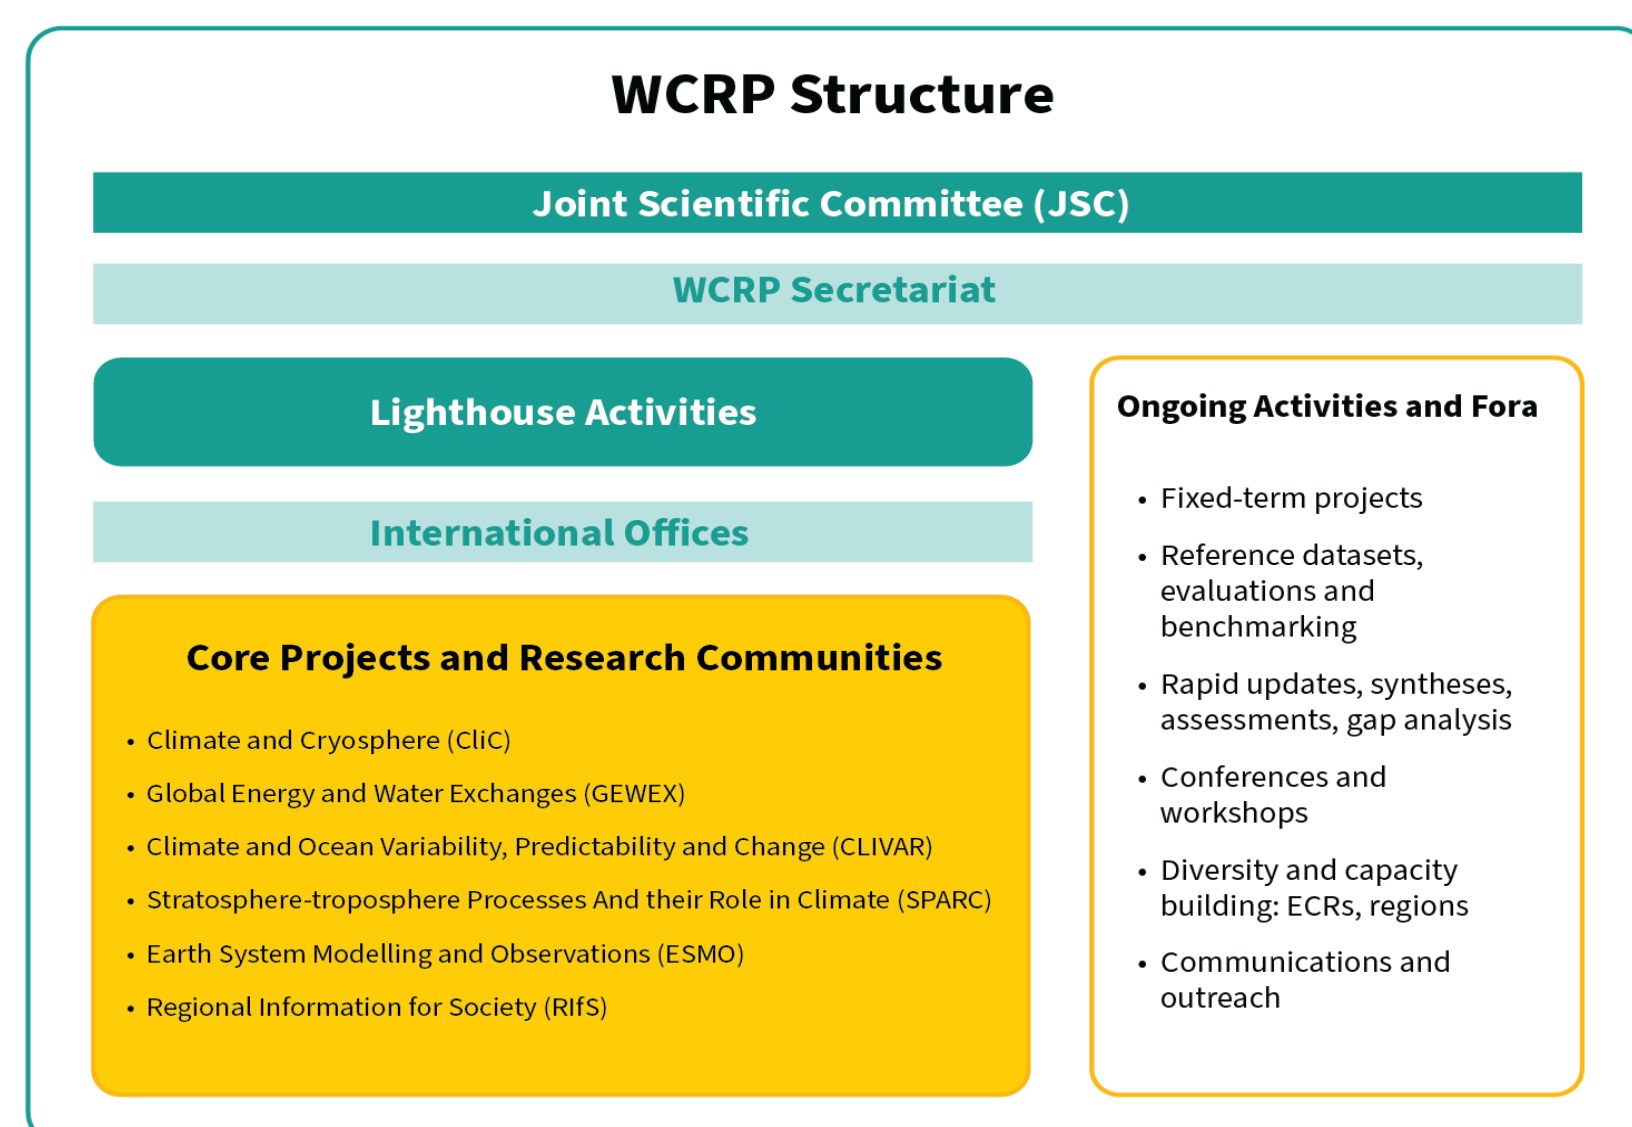 WCRP Structure
Joint Scientific Committee (JSC)
WCRP Secretariat
Lighthouse Activities
International Offices
Core Projects and Research Communities
• Climate and Cryosphere (CliC)
• Global Energy and Water Exchanges (GEWEX)
• Climate and Ocean Variability, Predictability and Change (CLIVAR)
• Stratosphere-troposphere Processes And their Role in Climate (SPARC)
• Earth System Modelling and Observations (ESMO)
• Regional Information for Society (RIfS)
Ongoing Activities and Fora
• Fixed-term projects
• Reference datasets,
evaluations and
benchmarking
• Rapid updates, syntheses,
assessments, gap analysis
• Conferences and
workshops
• Diversity and capacity
building: ECRs, regions
• Communications and
outreach